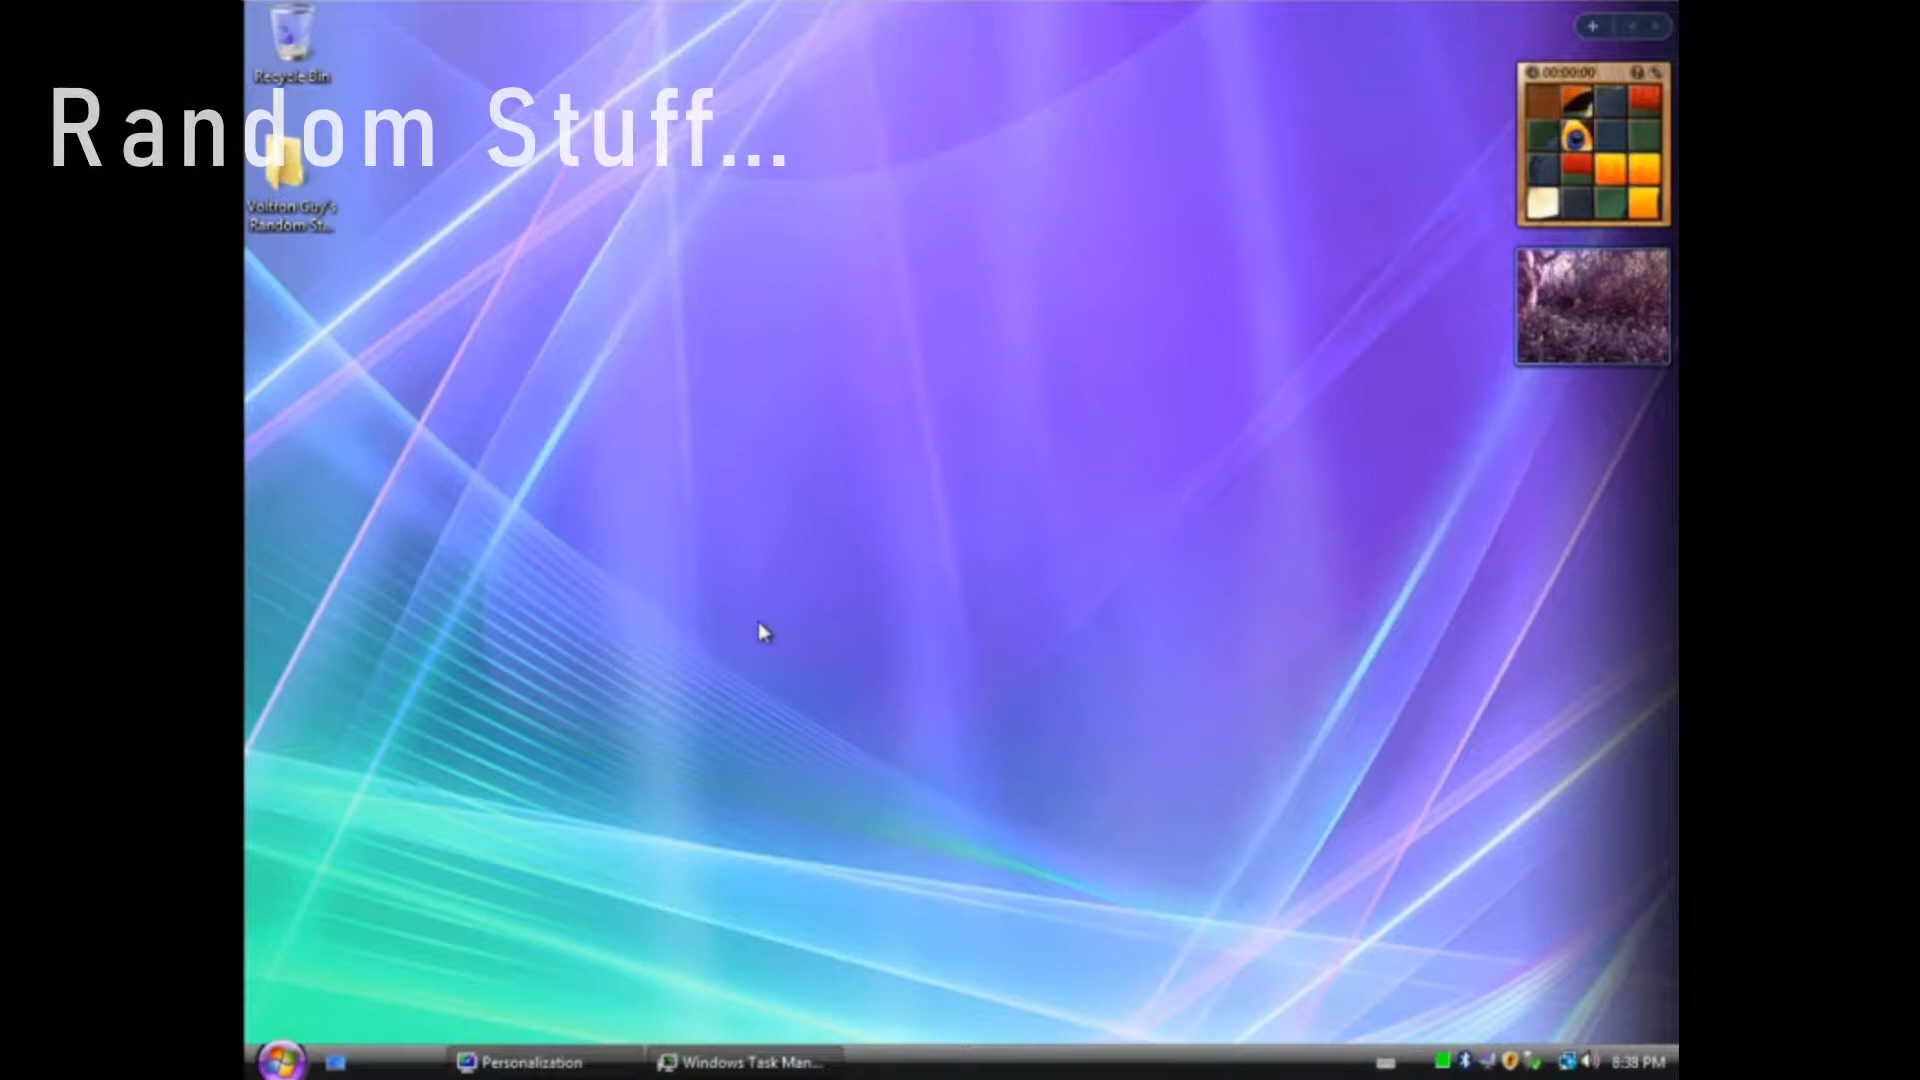 Recycle Bin
Random Stuff...
Voltron Guy's
Random St...
00:00:00
Personalization
Windows Task Man...
8:38 PM